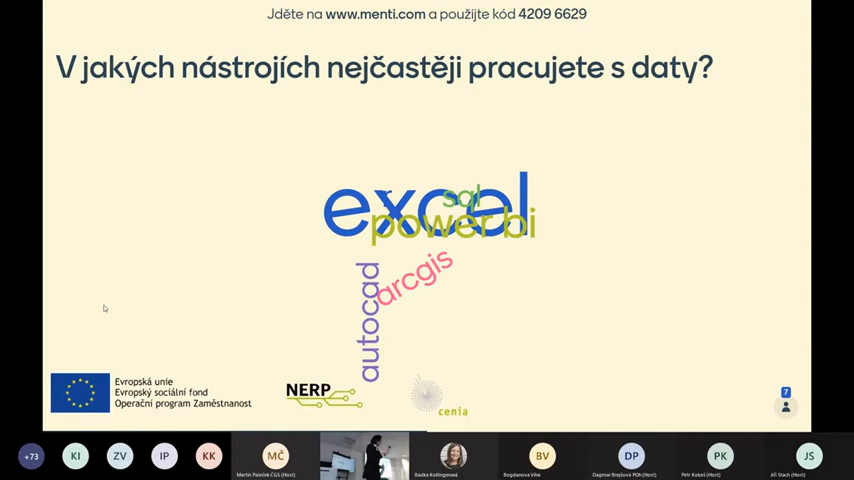 Jděte na www.menti.com a použijte kód 4209 6629
V jakých nástrojích nejčastěji pracujete s daty?
excel
r
sql
power bi
arcgis
autocad
Evropská unie
Evropský sociální fond
Operační program Zaměstnanost
NERP
cenia
7
+73
KI
ZV
IP
KK
MČ
BV
DP
PK
JS
Martin Paleček ČGS (Host)
Radka Kotlingerová
Bogdanova Věra
Dagmar Brejšová POh (Host)
Petr Kokeš (Host)
Jiří Stach (Host)